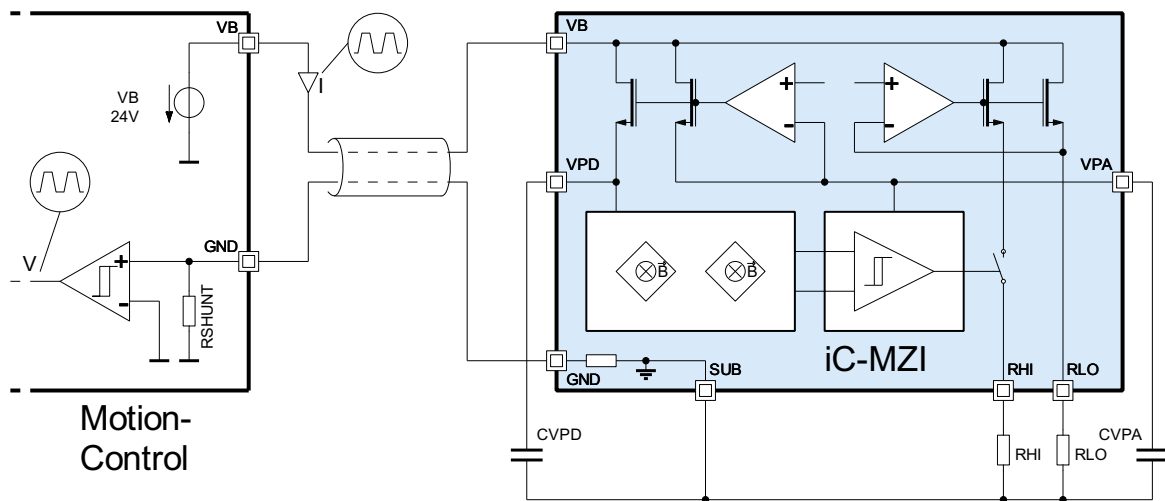 VB
VB
24V
I
V
GND
+
-
RSHUNT
Motion-
Control
VB
+
-
+
-
VPD
VPA
B
B
iC-MZI
GND
SUB
RHI
RLO
CVPD
RHI
RLO
CVPA